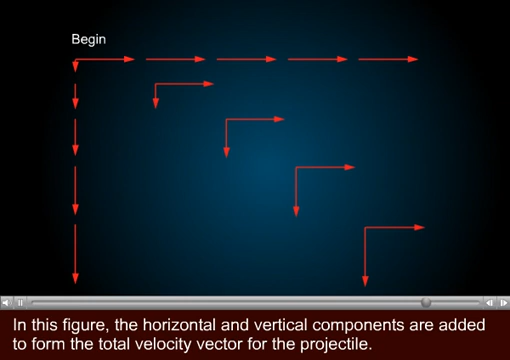 Begin
In this figure, the horizontal and vertical components are added
to form the total velocity vector for the projectile.